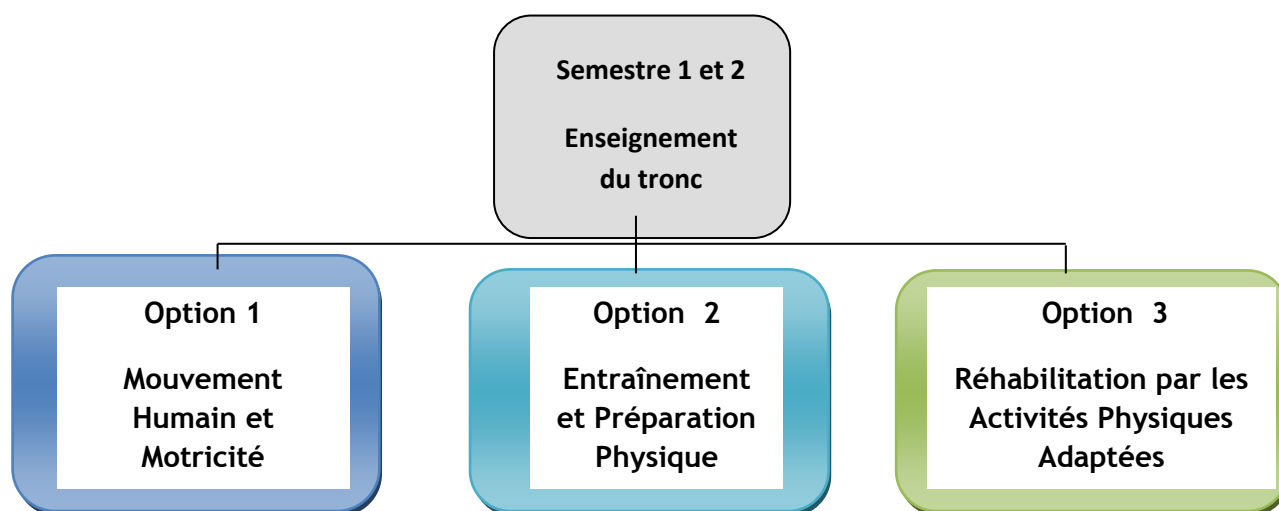 Semestre 1 et 2
Enseignement
du tronc
Option 1
Mouvement
Humain et
Motricité
Option 2
Entraînement
et Préparation
Physique
Option 3
Réhabilitation par les
Activités Physiques
Adaptées